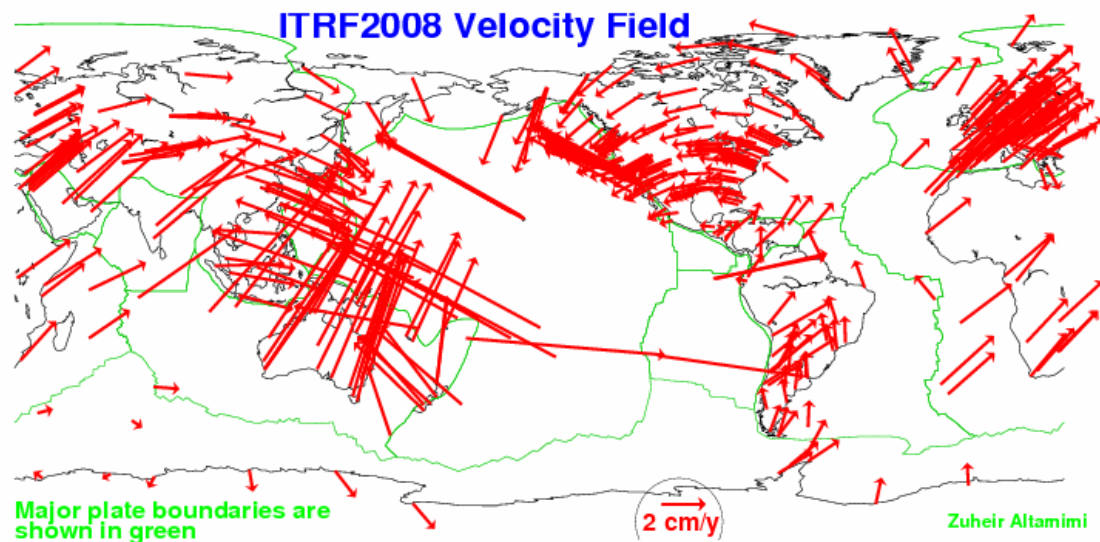 ITRF2008 Velocity Field
Major plate boundaries are
shown in green
2 cm/y
Zuheir Altamimi